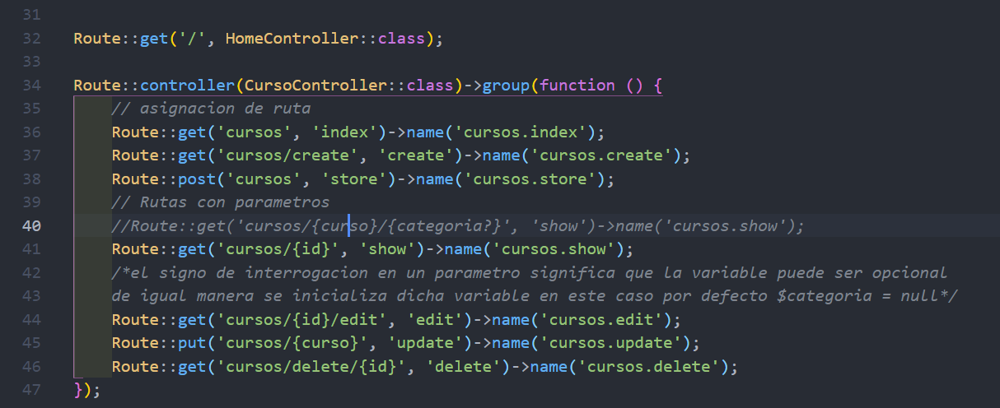 31
32 Route::get('/', HomeController::class);
33
34 Route::controller(CursoController::class)->group(function () {
35 // asignacion de ruta
36 Route::get('cursos', 'index')->name('cursos.index');
37 Route::get('cursos/create', 'create')->name('cursos.create');
38 Route::post('cursos', 'store')->name('cursos.store');
39 // Rutas con parametros
40 //Route::get('cursos/{curso}/{categoria?}', 'show')->name('cursos.show');
41 Route::get('cursos/{id}', 'show')->name('cursos.show');
42 /*el signo de interrogacion en un parametro significa que la variable puede ser opcional
43 de igual manera se inicializa dicha variable en este caso por defecto $categoria = null*/
44 Route::get('cursos/{id}/edit', 'edit')->name('cursos.edit');
45 Route::put('cursos/{curso}', 'update')->name('cursos.update');
46 Route::get('cursos/delete/{id}', 'delete')->name('cursos.delete');
47 });